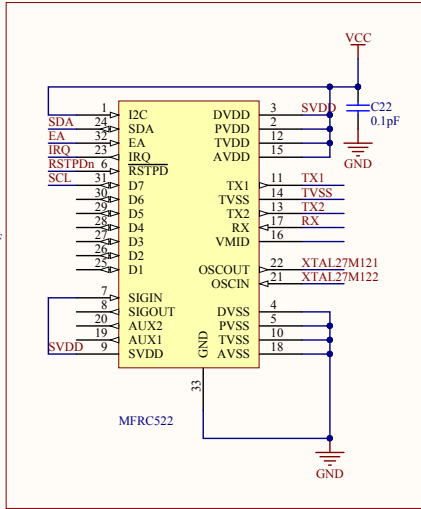 VCC
C22
0.1pF
GND
1 I2C DVDD 3 SVDD
SDA 24 SDA PVDD 2
EA 32 EA TVDD 12
IRQ 23 IRQ AVDD 15
RSTPDn 6 RSTPD
SCL 31 D7 TX1 11 TX1
30 D6 TVSS 14 TVSS
29 D5 TX2 13 TX2
28 D4 RX 17 RX
27 D3 VMID 16
26 D2
25 D1 OSCOUT 22 XTAL27M121
OSCIN 21 XTAL27M122
7 SIGIN
8 SIGOUT DVSS 4
20 AUX2 PVSS 5
19 AUX1 TVSS 10
SVDD 9 SVDD AVSS 18
GND
33
MFRC522
GND